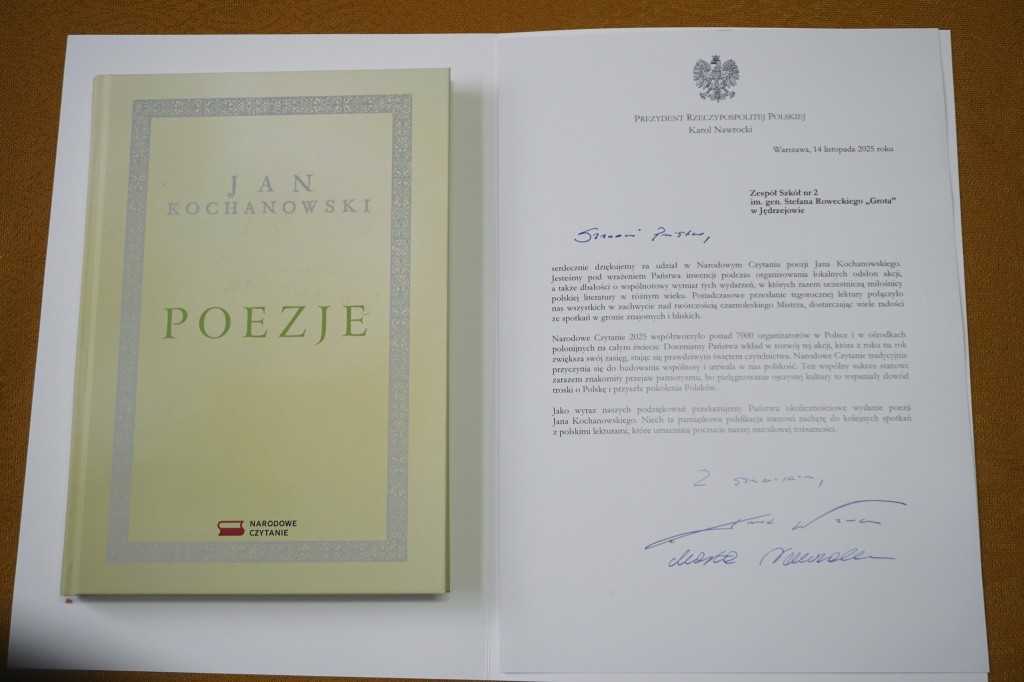 JAN
KOCHANOWSKI
POEZJE
NARODOWE
CZYTANIE
PREZYDENT RZECZYPOSPOLITEJ POLSKIEJ
Karol Nawrocki
Warszawa, 14 listopada 2025 roku
Zespół Szkół nr 2
im. gen. Stefana Roweckiego „Grota”
w Jędrzejowie
Szanowni Państwo,
serdecznie dziękujemy za udział w Narodowym Czytaniu poezji Jana Kochanowskiego.
Jesteśmy pod wrażeniem Państwa inwencji podczas organizowania lokalnych odsłon akcji,
a także dbałości o wspólnotowy wymiar tych wydarzeń, w których razem uczestniczą miłośnicy
polskiej literatury w różnym wieku. Ponadczasowe przesłanie tegorocznej lektury połączyło
nas wszystkich w zachwycie nad twórczością czarnoleskiego Mistrza, dostarczając wiele radości
ze spotkań w gronie znajomych i bliskich.
Narodowe Czytanie 2025 współtworzyło ponad 7000 organizatorów w Polsce i w ośrodkach
polonijnych na całym świecie. Doceniamy Państwa wkład w rozwój tej akcji, która z roku na rok
zwiększa swój zasięg, stając się prawdziwym świętem czytelnictwa. Narodowe Czytanie tradycyjnie
przyczynia się do budowania wspólnoty i utrwala w nas polskość. Ten wspólny sukces stanowi
zarazem znakomity przejaw patriotyzmu, bo pielęgnowanie ojczystej kultury to wspaniały dowód
troski o Polskę i przyszłe pokolenia Polaków.
Jako wyraz naszych podziękowań przekazujemy Państwu okolicznościowe wydanie poezji
Jana Kochanowskiego. Niech ta pamiątkowa publikacja stanowi zachętę do kolejnych spotkań
z polskimi lekturami, które umacniają poczucie naszej narodowej tożsamości.
Z szacunkiem,
Marta Nawrocka